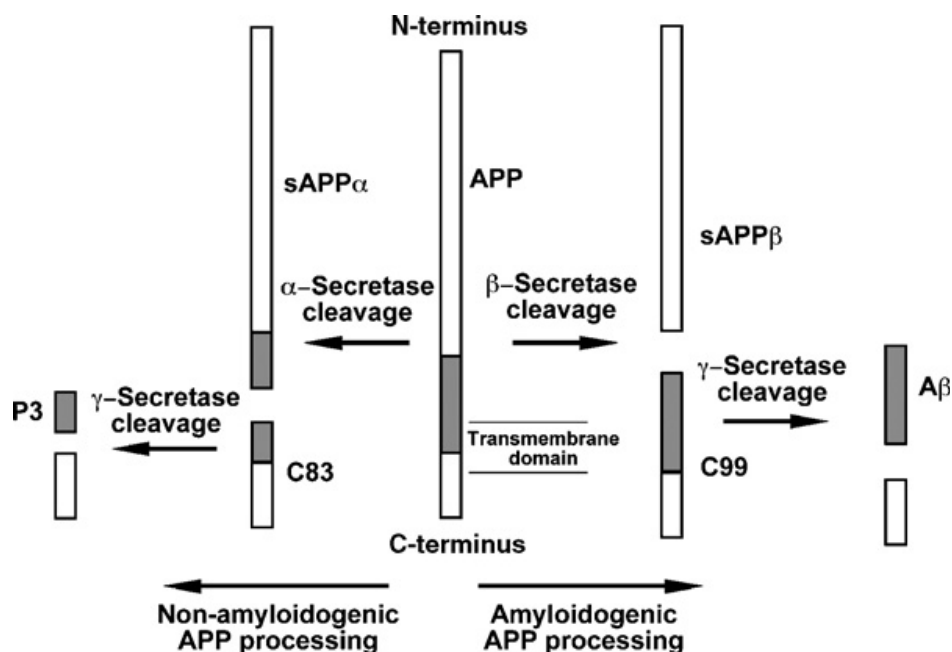 N-terminus
sAPPα
APP
sAPPβ
α–Secretase
cleavage
β–Secretase
cleavage
P3
γ–Secretase
cleavage
C83
Transmembrane
domain
γ–Secretase
cleavage
Aβ
C99
C-terminus
Non-amyloidogenic
APP processing
Amyloidogenic
APP processing